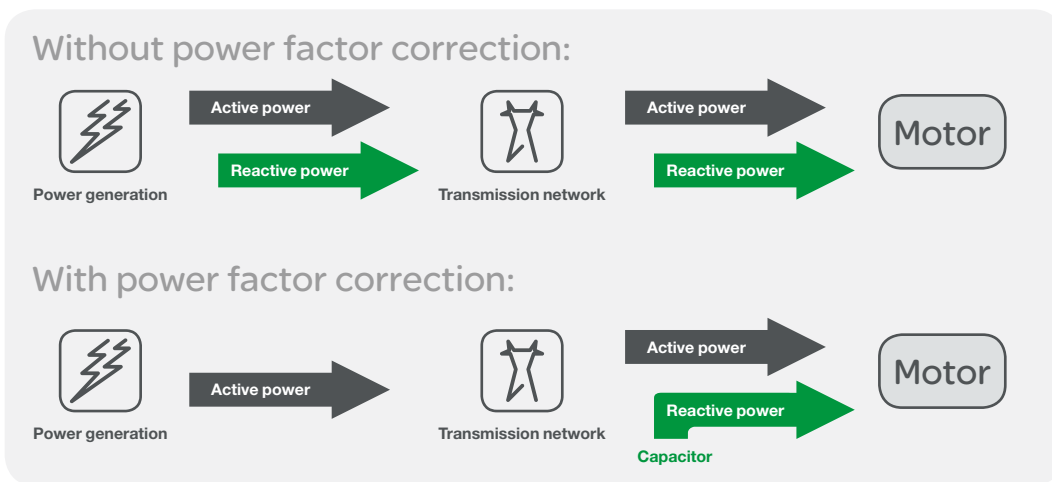 Without power factor correction:
Active power
Active power
Motor
Reactive power
Reactive power
Power generation
Transmission network
With power factor correction:
Active power
Motor
Active power
Reactive power
Power generation
Transmission network
Capacitor